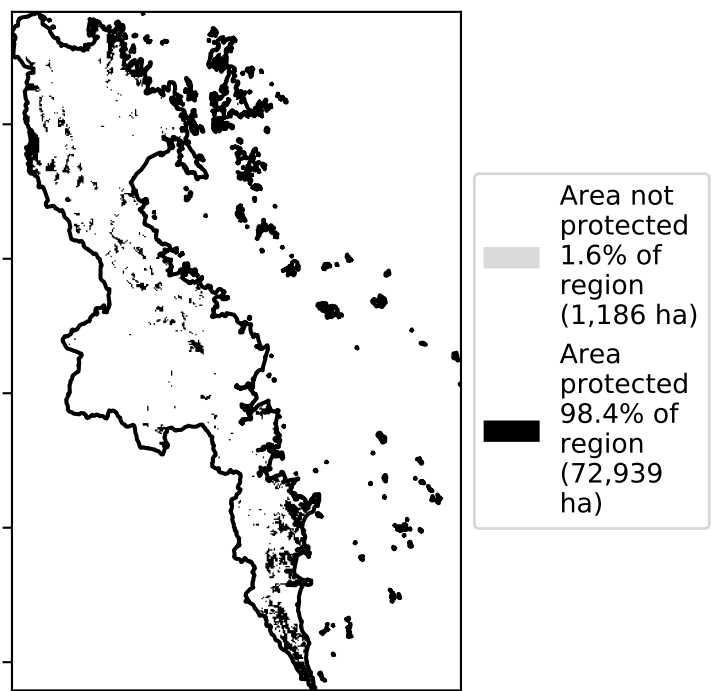 Area not
protected
1.6% of
region
(1,186 ha)
Area
protected
98.4% of
region
(72,939
ha)